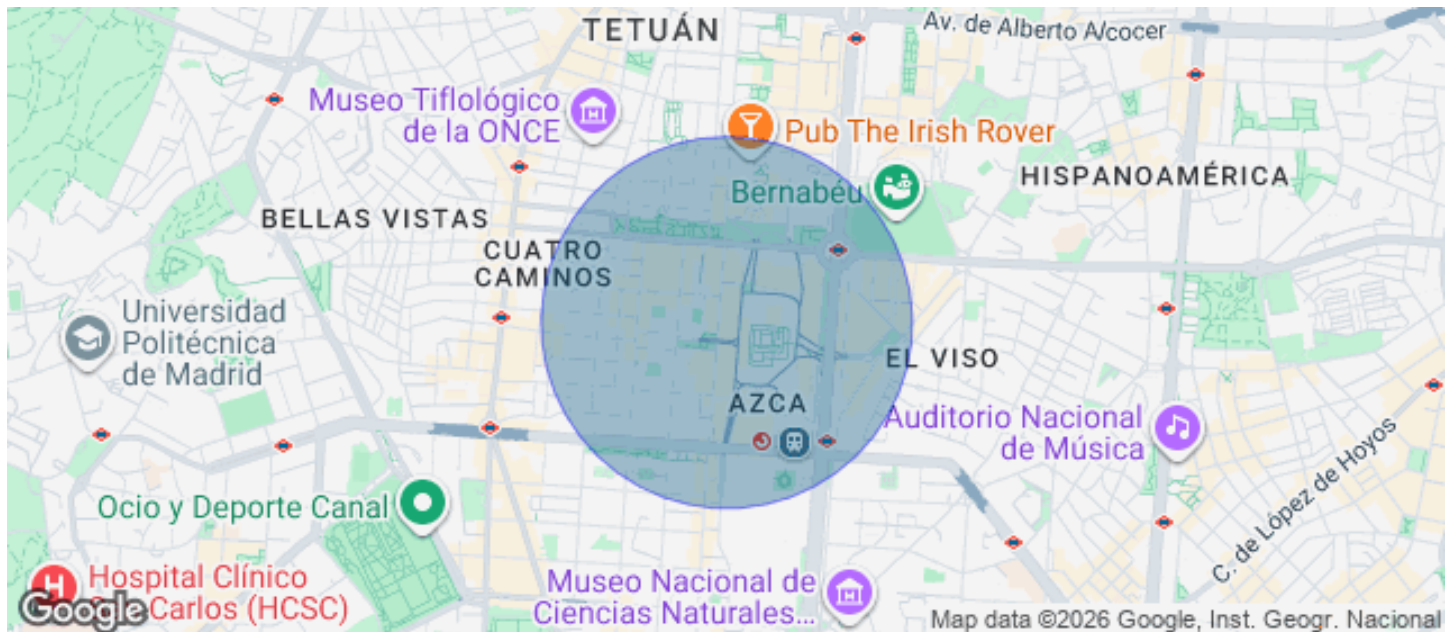 TETUÁN
Av. de Alberto Alcocer
Museo Tiflológico
de la ONCE
Pub The Irish Rover
Bernabéu
HISPANOAMÉRICA
BELLAS VISTAS
CUATRO
CAMINOS
Universidad
Politécnica
de Madrid
EL VISO
AZCA
Auditorio Nacional
de Música
C. de López de Hoyos
Ocio y Deporte Canal
Hospital Clínico
Carlos (HCSC)
Google
Museo Nacional de
Ciencias Naturales...
Map data ©2026 Google, Inst. Geogr. Nacional